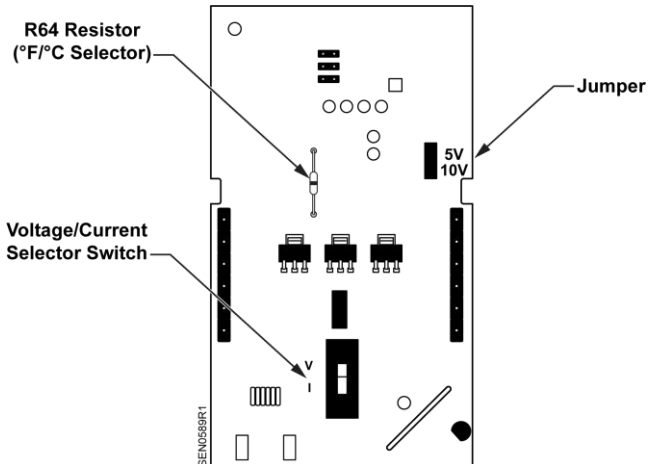 R64 Resistor
(°F/°C Selector)
Jumper
5V
10V
Voltage/Current
Selector Switch
V
I
SEN0589R1